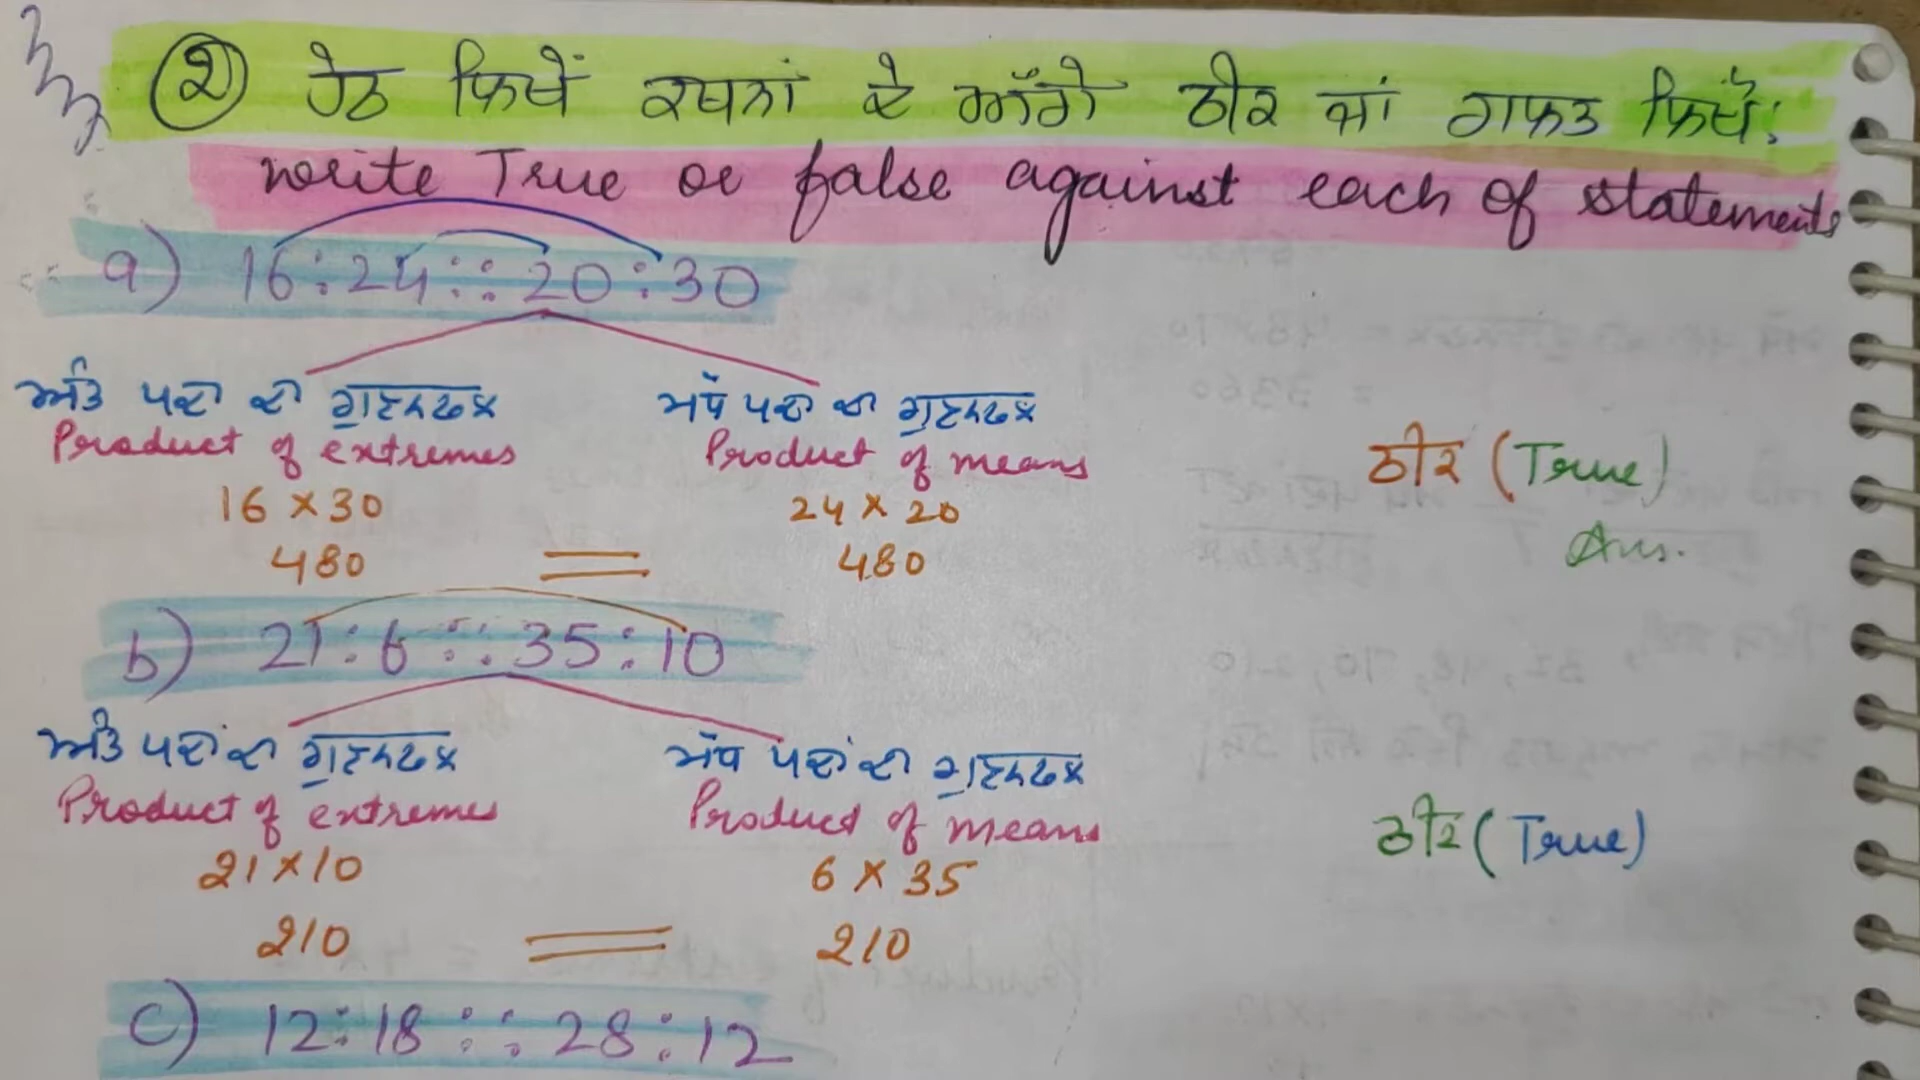 ੨) ਹੇਠ ਲਿਖੇਂ ਕਥਨਾਂ ਦੇ ਅੱਗੇ ਠੀਕ ਜਾਂ ਗਲਤ ਲਿਖੋ:
write True or false against each of statements
a) 16:24::20:30
ਅੰਤ ਪਦਾਂ ਦੀ ਗੁਣਨਫਲ ਮੱਧ ਪਦਾਂ ਦੀ ਗੁਣਨਫਲ
Product of extremes Product of means ਠੀਕ (True)
16 × 30 24 × 20
480 = 480 Ans.
b) 21:6::35:10
ਅੰਤ ਪਦਾਂ ਦੀ ਗੁਣਨਫਲ ਮੱਧ ਪਦਾਂ ਦੀ ਗੁਣਨਫਲ
Product of extremes Product of means ਠੀਕ (True)
21 × 10 6 × 35
210 = 210
c) 12:18::28:12